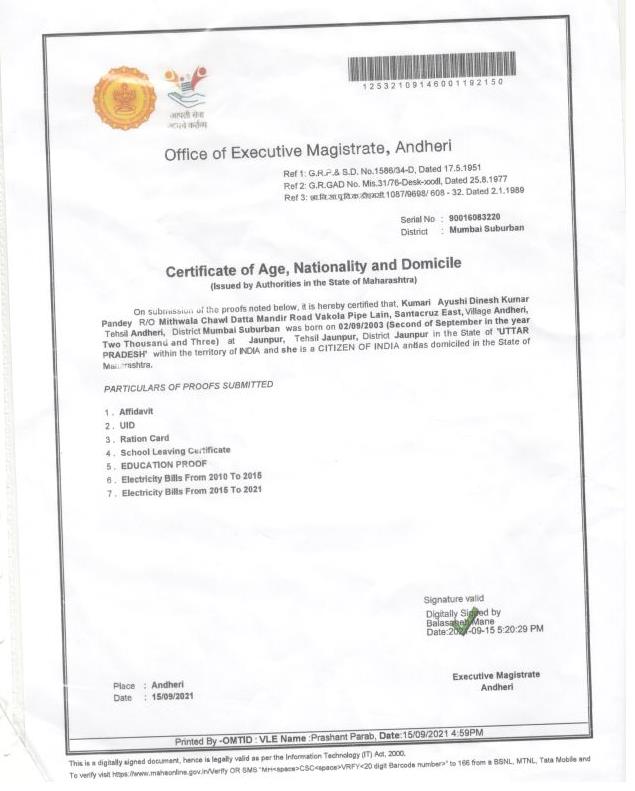 12532109146001192150
आपली सेवा
आमचे कर्तव्य
Office of Executive Magistrate, Andheri
Ref 1: G.R.P.& S.D. No.1586/34-D, Dated 17.5.1951
Ref 2: G.R.GAD No. Mis.31/76-Desk-xodl, Dated 25.8.1977
Ref 3: 1087/9698/ 608 - 32. Dated 2.1.1989
Serial No : 90016083220
District : Mumbai Suburban
Certificate of Age, Nationality and Domicile
(Issued by Authorities in the State of Maharashtra)
On submission of the proofs noted below, it is hereby certified that, Kumari Ayushi Dinesh Kumar
Pandey R/O Mithwala Chawl Datta Mandir Road Vakola Pipe Lain, Santacruz East, Village Andheri,
Tehsil Andheri, District Mumbai Suburban was born on 02/09/2003 (Second of September in the year
Two Thousand and Three) at Jaunpur, Tehsil Jaunpur, District Jaunpur in the State of 'UTTAR
PRADESH' within the territory of INDIA and she is a CITIZEN OF INDIA andias domiciled in the State of
Maharashtra.
PARTICULARS OF PROOFS SUBMITTED
1 . Affidavit
2 . UID
3 . Ration Card
4 . School Leaving Certificate
5 . EDUCATION PROOF
6 . Electricity Bills From 2010 To 2015
7 . Electricity Bills From 2015 To 2021
Signature valid
Digitally Signed by
Balasaheb Mane
Date:2021-09-15 5:20:29 PM
Executive Magistrate
Andheri
Place : Andheri
Date : 15/09/2021
Printed By -OMTID : VLE Name :Prashant Parab, Date:15/09/2021 4:59PM
This is a digitally signed document, hence is legally valid as per the Information Technology (IT) Act, 2000.
To verify visit https://www.mahaonline.gov.in/Verify OR SMS "MH<space>CSC<space>VRFY<20 digit Barcode number>" to 166 from a BSNL, MTNL, Tata Mobile and